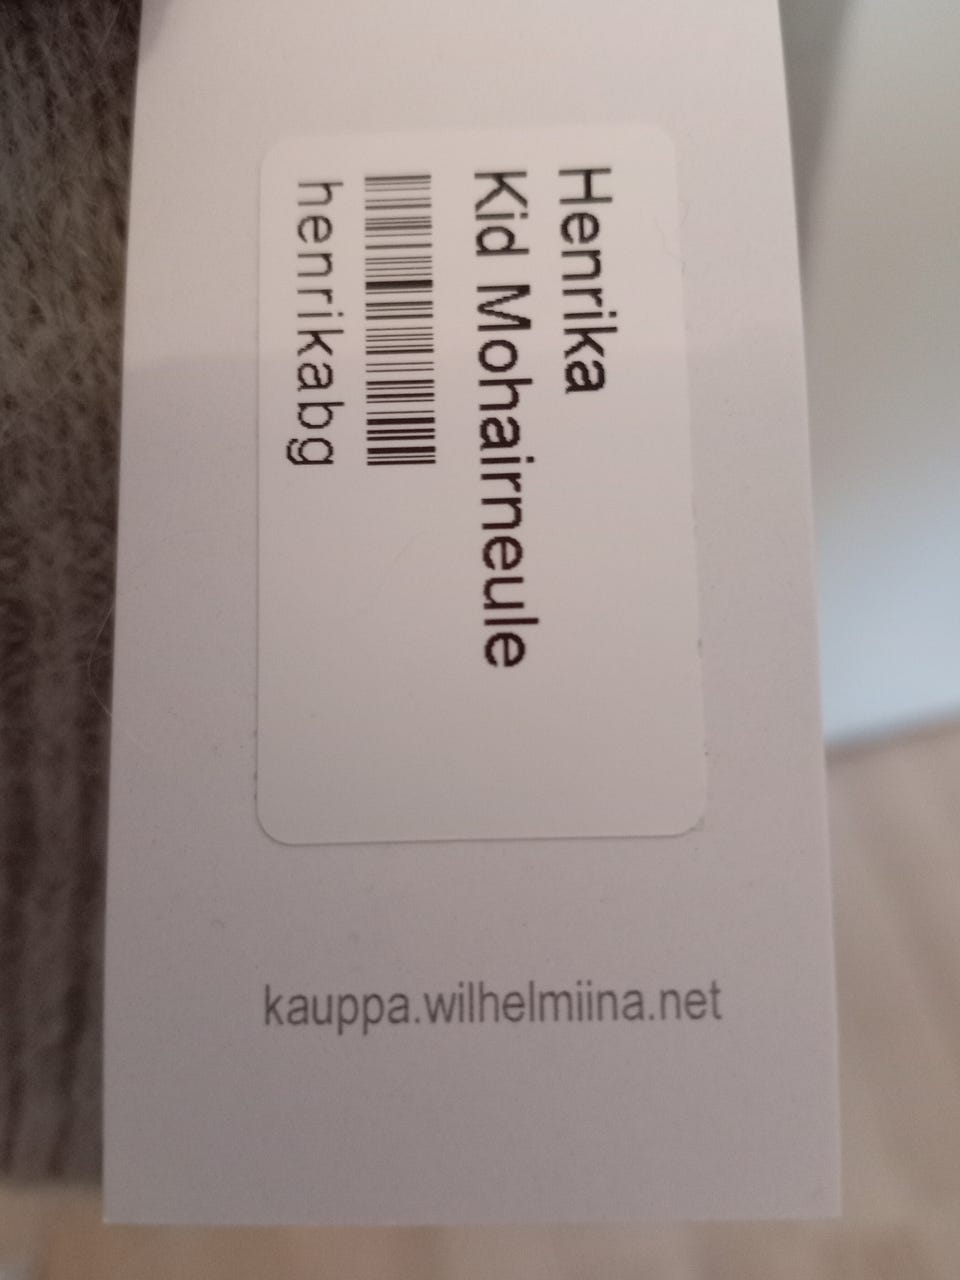 Henrika
Kid Mohairneule
henrikabg
kauppa.wilhelmiina.net